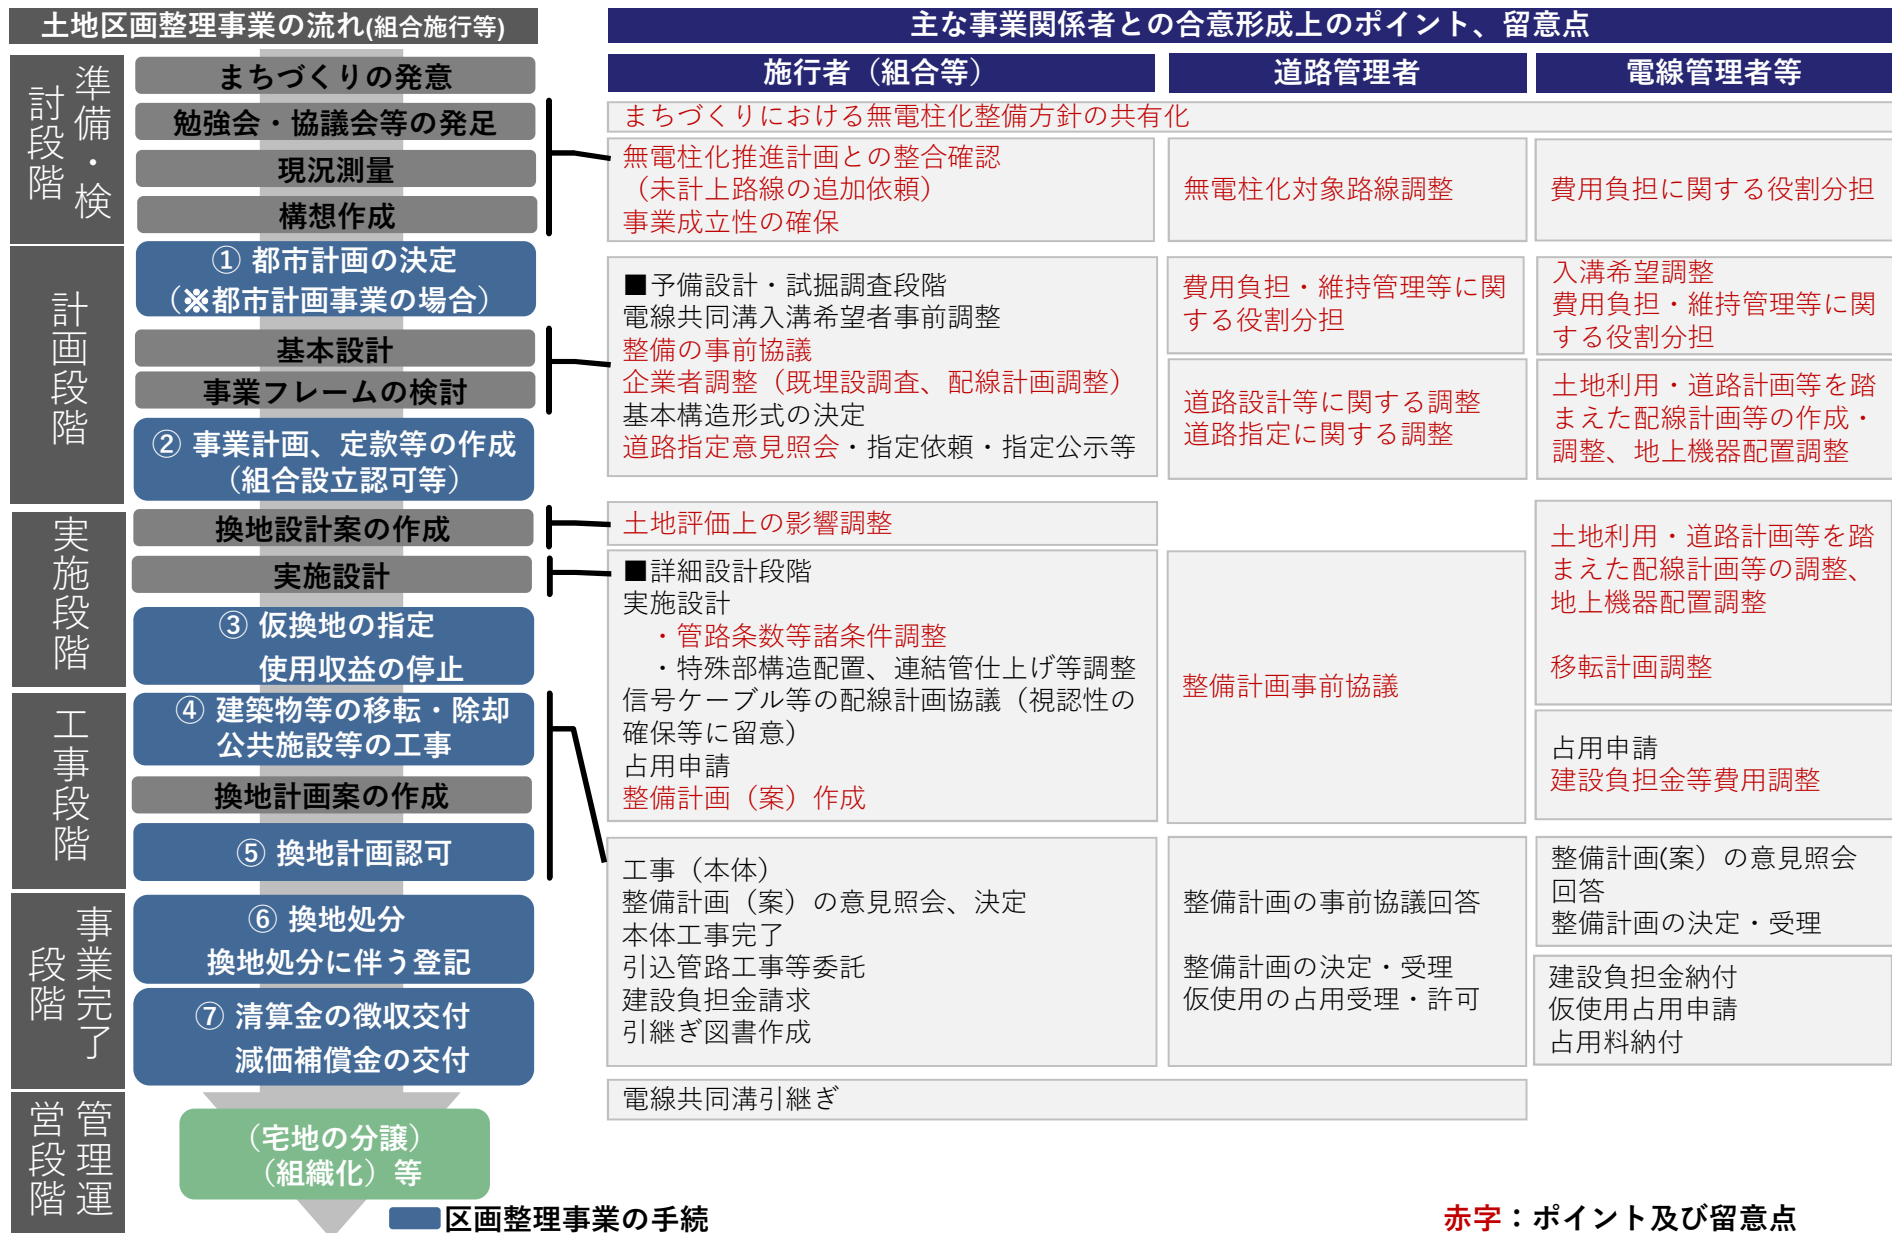 土地区画整理事業の流れ(組合施行等)
準備・検
討段階
まちづくりの発意
勉強会・協議会等の発足
現況測量
構想作成
計画段階
① 都市計画の決定
（※都市計画事業の場合）
基本設計
事業フレームの検討
② 事業計画、定款等の作成
（組合設立認可等）
実施段階
換地設計案の作成
実施設計
③ 仮換地の指定
使用収益の停止
工事段階
④ 建築物等の移転・除却
公共施設等の工事
換地計画案の作成
⑤ 換地計画認可
事業完了
段階
⑥ 換地処分
換地処分に伴う登記
⑦ 清算金の徴収交付
減価補償金の交付
管理運
営段階
（宅地の分譲）
（組織化）等
区画整理事業の手続
主な事業関係者との合意形成上のポイント、留意点
施行者（組合等）
道路管理者
電線管理者等
まちづくりにおける無電柱化整備方針の共有化
無電柱化推進計画との整合確認
（未計上路線の追加依頼）
事業成立性の確保
無電柱化対象路線調整
費用負担に関する役割分担
■予備設計・試掘調査段階
電線共同溝入溝希望者事前調整
整備の事前協議
企業者調整（既埋設調査、配線計画調整）
基本構造形式の決定
道路指定意見照会・指定依頼・指定公示等
費用負担・維持管理等に関
する役割分担
道路設計等に関する調整
道路指定に関する調整
入溝希望調整
費用負担・維持管理等に関
する役割分担
土地利用・道路計画等を踏
まえた配線計画等の作成・
調整、地上機器配置調整
土地評価上の影響調整
■詳細設計段階
実施設計
・管路条数等諸条件調整
・特殊部構造配置、連結管仕上げ等調整
信号ケーブル等の配線計画協議（視認性の
確保等に留意）
占用申請
整備計画（案）作成
整備計画事前協議
土地利用・道路計画等を踏
まえた配線計画等の調整、
地上機器配置調整
移転計画調整
占用申請
建設負担金等費用調整
工事（本体）
整備計画（案）の意見照会、決定
本体工事完了
引込管路工事等委託
建設負担金請求
引継ぎ図書作成
整備計画の事前協議回答
整備計画の決定・受理
仮使用の占用受理・許可
整備計画(案）の意見照会
回答
整備計画の決定・受理
建設負担金納付
仮使用占用申請
占用料納付
電線共同溝引継ぎ
赤字：ポイント及び留意点